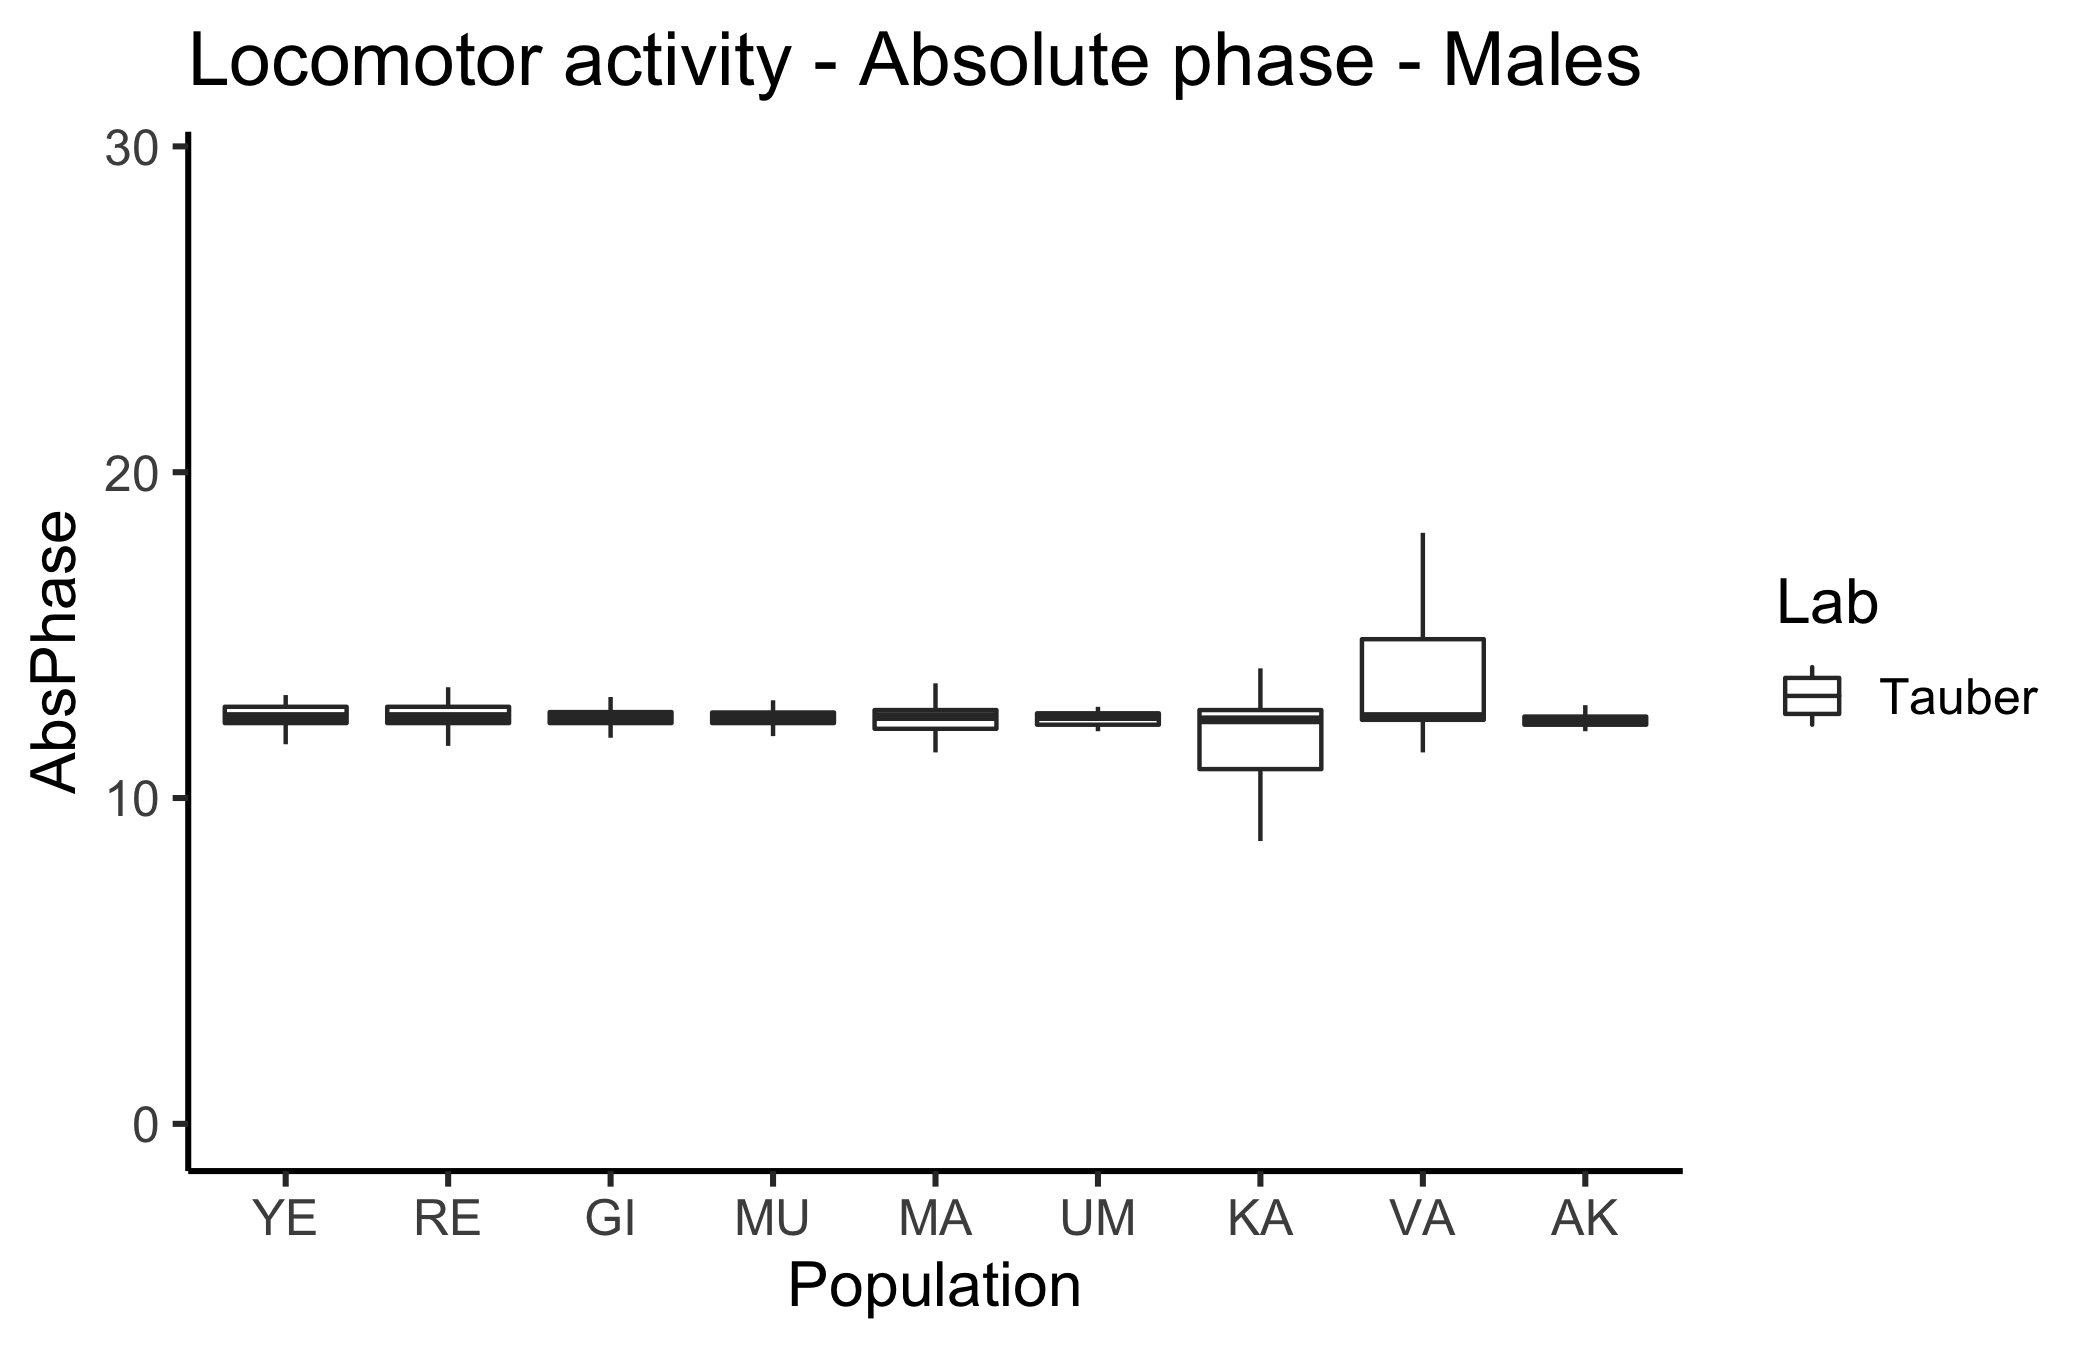 Locomotor activity - Absolute phase - Males
30
20
10
0
AbsPhase
YE RE GI MU MA UM KA VA AK
Population
Lab
Tauber